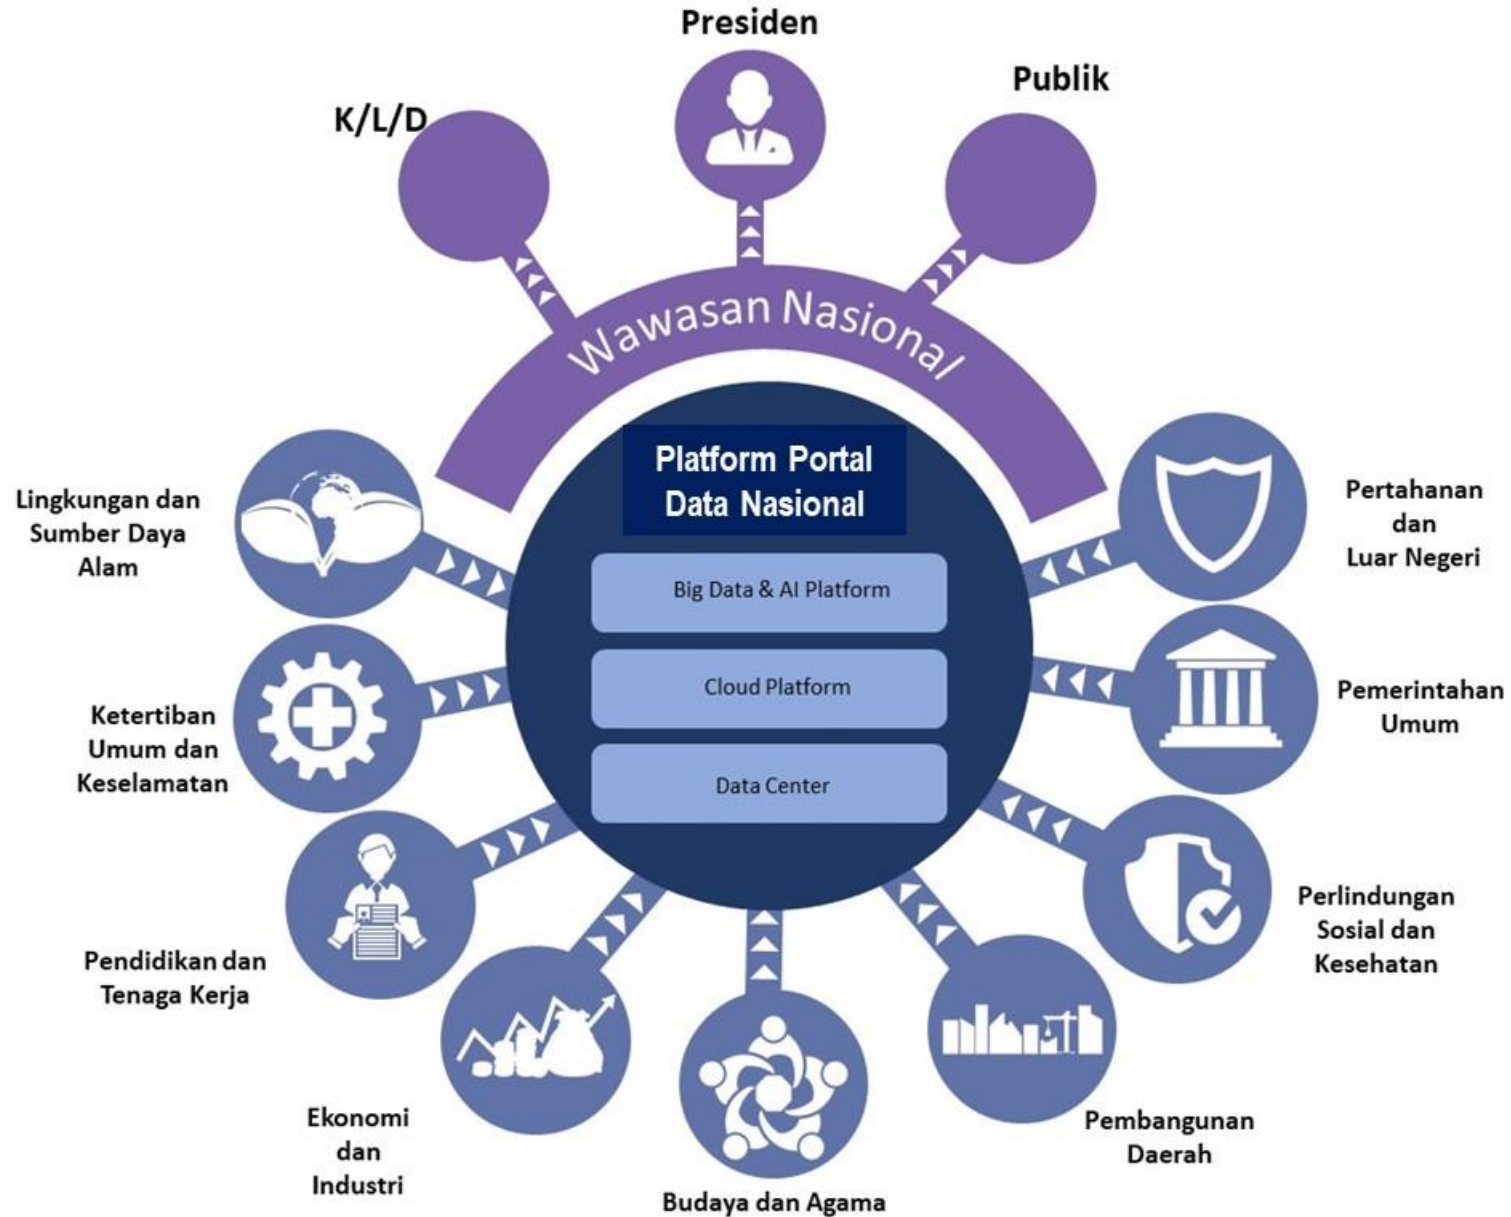 Presiden
K/L/D
Publik
Wawasan Nasional
Platform Portal
Data Nasional
Big Data & AI Platform
Cloud Platform
Data Center
Lingkungan dan
Sumber Daya
Alam
Ketertiban
Umum dan
Keselamatan
Pendidikan dan
Tenaga Kerja
Ekonomi
dan
Industri
Budaya dan Agama
Pembangunan
Daerah
Perlindungan
Sosial dan
Kesehatan
Pemerintahan
Umum
Pertahanan
dan
Luar Negeri